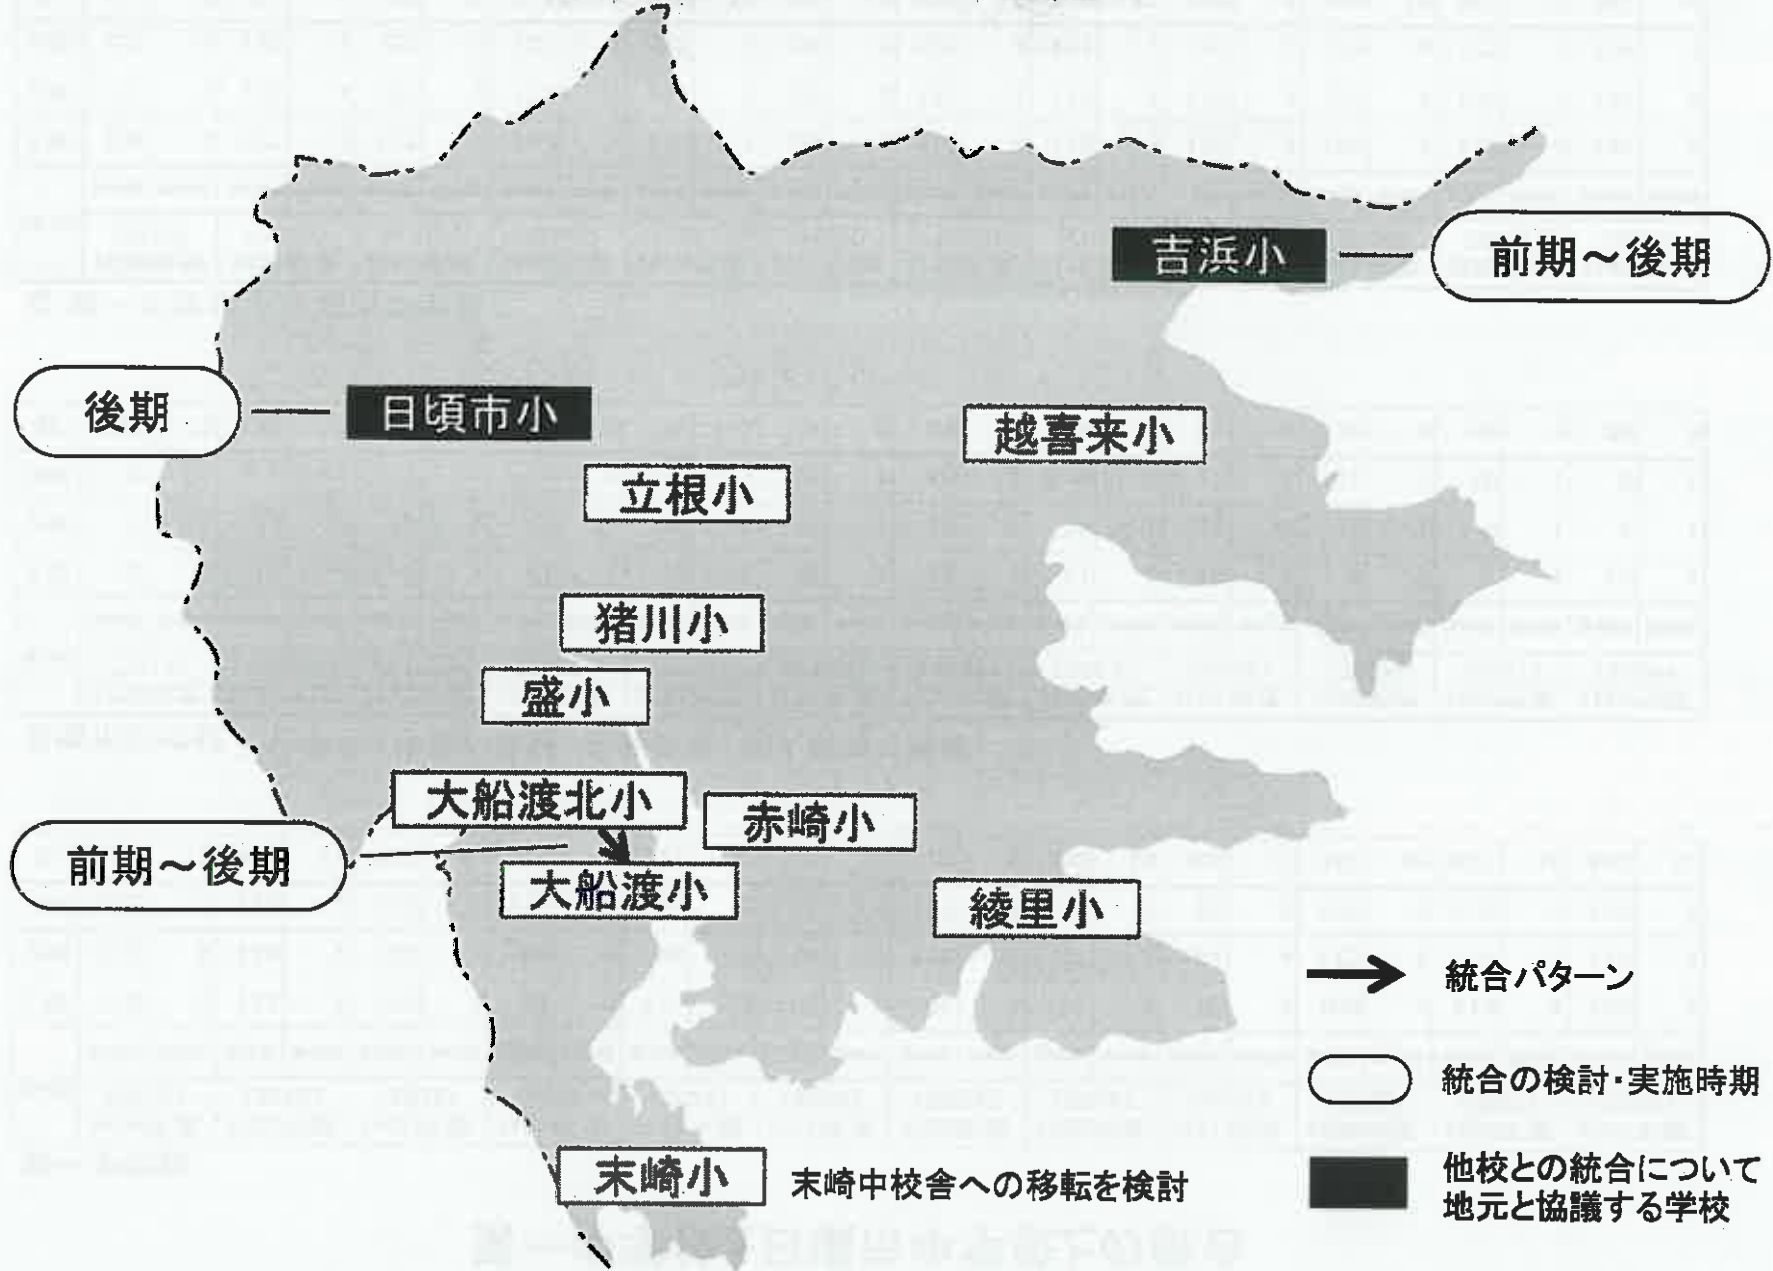 吉浜小
前期～後期
後期
日頃市小
越喜来小
立根小
猪川小
盛小
大船渡北小
赤崎小
前期～後期
大船渡小
綾里小
統合パターン
統合の検討・実施時期
末崎小
末崎中校舎への移転を検討
他校との統合について
地元と協議する学校